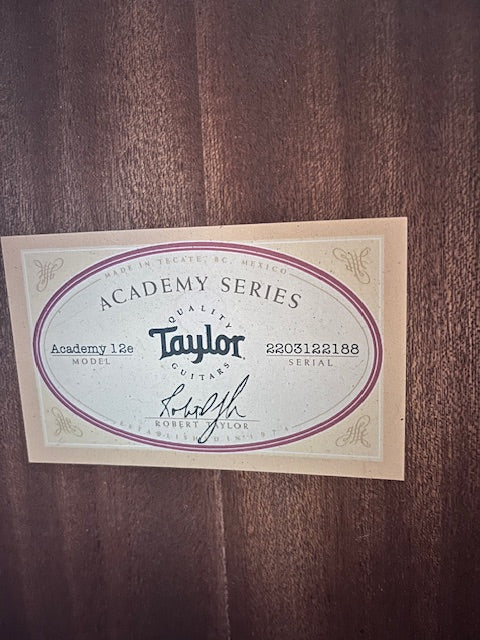 MADE IN TECATE, BC, MEXICO
ACADEMY SERIES
QUALITY
Taylor
GUITARS
Academy 12e
MODEL
2203122188
SERIAL
ROBERT TAYLOR
ESTABLISHED IN 1974